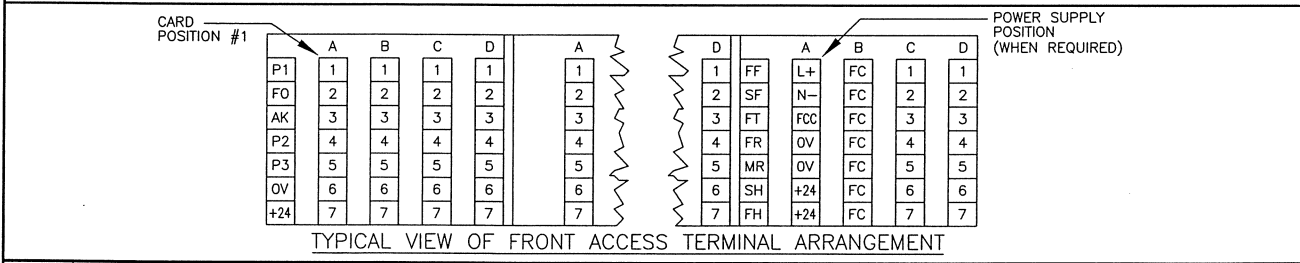 CARD
POSITION #1
POWER SUPPLY
POSITION
(WHEN REQUIRED)
A B C D A D A B C D
P1 1 1 1 1 1 1 FF L+ FC 1 1
FO 2 2 2 2 2 2 SF N- FC 2 2
AK 3 3 3 3 3 3 FT FCC FC 3 3
P2 4 4 4 4 4 4 FR OV FC 4 4
P3 5 5 5 5 5 5 MR OV FC 5 5
OV 6 6 6 6 6 6 SH +24 FC 6 6
+24 7 7 7 7 7 7 FH +24 FC 7 7
TYPICAL VIEW OF FRONT ACCESS TERMINAL ARRANGEMENT